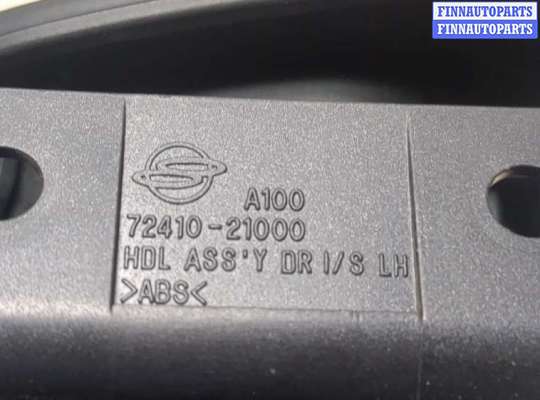 FINNAUTOPARTS
FINNAUTOPARTS
A100
72410-21000
HDL ASS'Y DR I/S LH
>ABS<